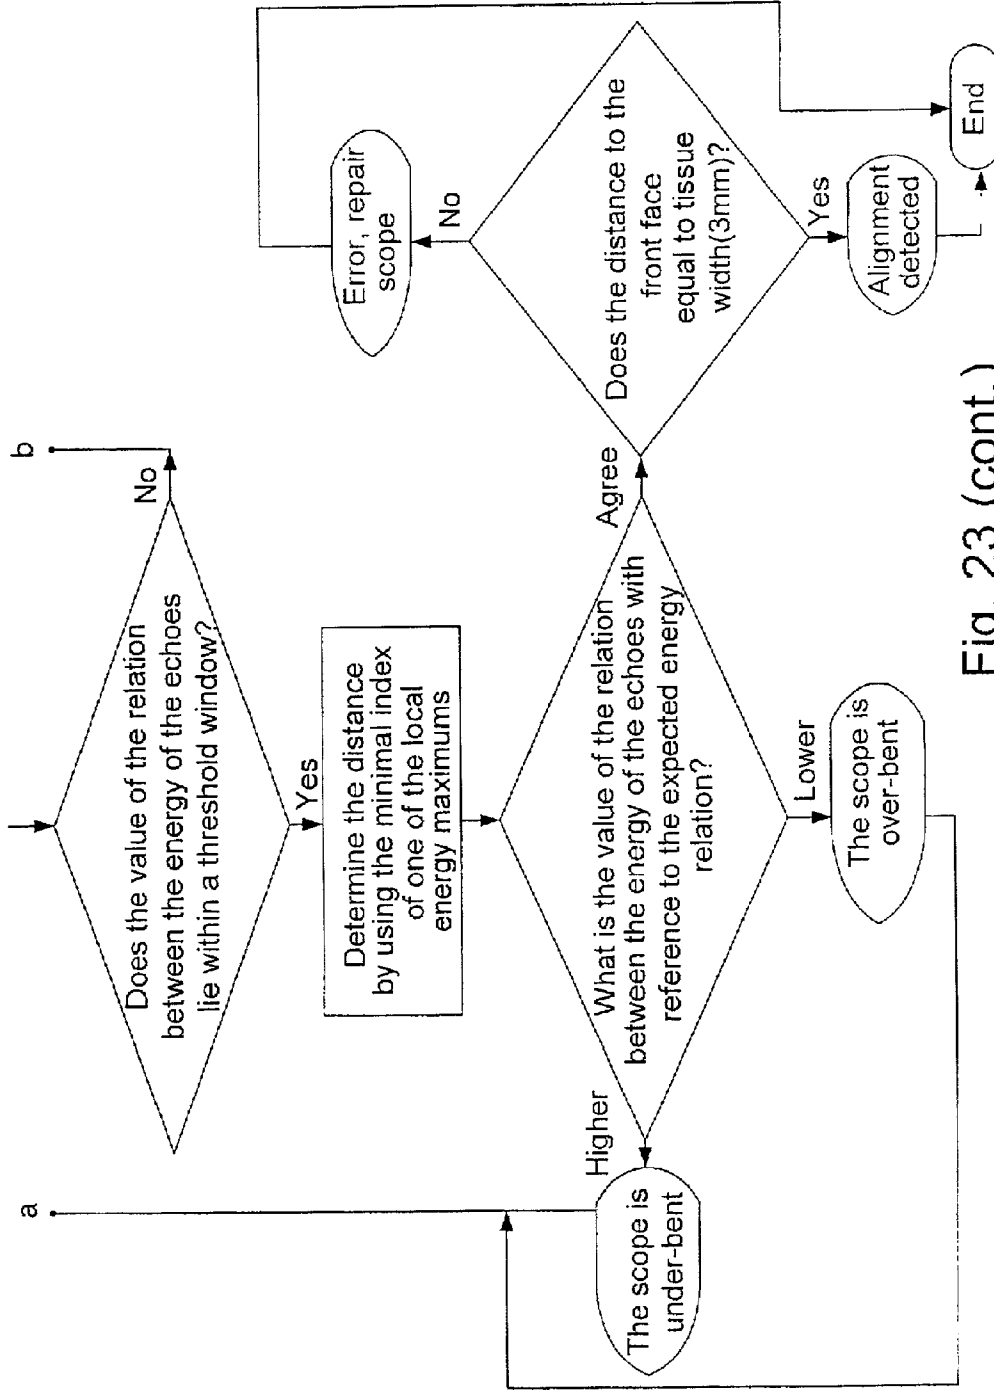 a
b
Does the value of the relation
between the energy of the echoes
lie within a threshold window?
No
Yes
Determine the distance
by using the minimal index
of one of the local
energy maximums
What is the value of the relation
between the energy of the echoes with
reference to the expected energy
relation?
Higher
The scope is
under-bent
Lower
The scope is
over-bent
Agree
Does the distance to the
front face
equal to tissue
width(3mm)?
No
Error, repair
scope
Yes
Alignment
detected
End
Fig. 23 (cont.)